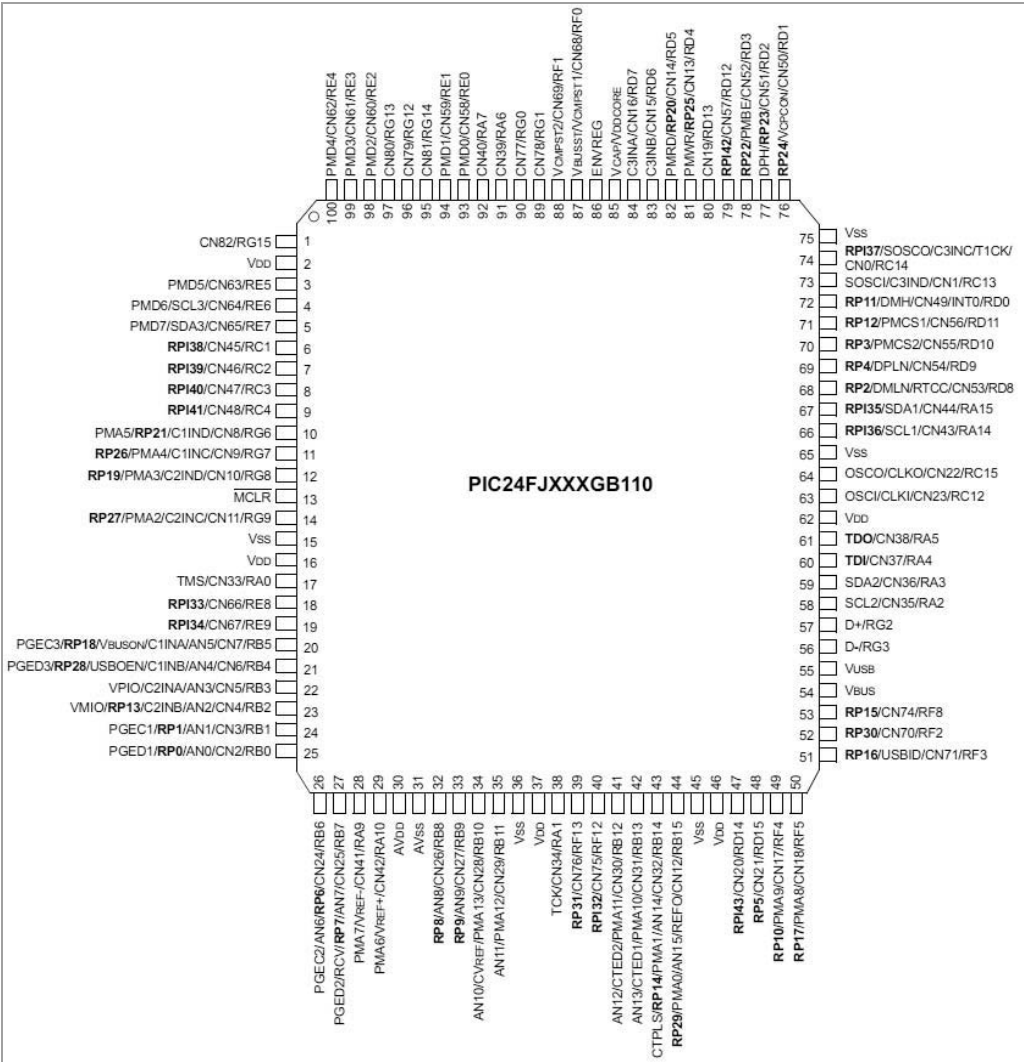 PMD4/CN62/RE4
PMD3/CN61/RE3
PMD2/CN60/RE2
CN80/RG13
CN79/RG12
CN81/RG14
PMD1/CN59/RE1
PMD0/CN58/RE0
CN40/RA7
CN39/RA6
CN77/RG0
CN78/RG1
VCMPST2/CN69/RF1
VBUSST/VCMPST1/CN68/RF0
ENVREG
VCAP/VDDCORE
C3INA/CN16/RD7
C3INB/CN15/RD6
PMRD/RP20/CN14/RD5
PMWR/RP25/CN13/RD4
CN19/RD13
RPI42/CN57/RD12
RP22/PMBE/CN52/RD3
DPH/RP23/CN51/RD2
RP24/VCPCON/CN50/RD1
100
99
98
97
96
95
94
93
92
91
90
89
88
87
86
85
84
83
82
81
80
79
78
77
76
CN82/RG15 1
VDD 2
PMD5/CN63/RE5 3
PMD6/SCL3/CN64/RE6 4
PMD7/SDA3/CN65/RE7 5
RPI38/CN45/RC1 6
RPI39/CN46/RC2 7
RPI40/CN47/RC3 8
RPI41/CN48/RC4 9
PMA5/RP21/C1IND/CN8/RG6 10
RP26/PMA4/C1INC/CN9/RG7 11
RP19/PMA3/C2IND/CN10/RG8 12
MCLR 13
RP27/PMA2/C2INC/CN11/RG9 14
VSS 15
VDD 16
TMS/CN33/RA0 17
RPI33/CN66/RE8 18
RPI34/CN67/RE9 19
PGEC3/RP18/VBUSON/C1INA/AN5/CN7/RB5 20
PGED3/RP28/USBOEN/C1INB/AN4/CN6/RB4 21
VPIO/C2INA/AN3/CN5/RB3 22
VMIO/RP13/C2INB/AN2/CN4/RB2 23
PGEC1/RP1/AN1/CN3/RB1 24
PGED1/RP0/AN0/CN2/RB0 25
PIC24FJXXXGB110
75 VSS
74 RPI37/SOSCO/C3INC/T1CK/
CN0/RC14
73 SOSCI/C3IND/CN1/RC13
72 RP11/DMH/CN49/INT0/RD0
71 RP12/PMCS1/CN56/RD11
70 RP3/PMCS2/CN55/RD10
69 RP4/DPLN/CN54/RD9
68 RP2/DMLN/RTCC/CN53/RD8
67 RPI35/SDA1/CN44/RA15
66 RPI36/SCL1/CN43/RA14
65 VSS
64 OSCO/CLKO/CN22/RC15
63 OSCI/CLKI/CN23/RC12
62 VDD
61 TDO/CN38/RA5
60 TDI/CN37/RA4
59 SDA2/CN36/RA3
58 SCL2/CN35/RA2
57 D+/RG2
56 D-/RG3
55 VUSB
54 VBUS
53 RP15/CN74/RF8
52 RP30/CN70/RF2
51 RP16/USBID/CN71/RF3
26
27
28
29
30
31
32
33
34
35
36
37
38
39
40
41
42
43
44
45
46
47
48
49
50
PGEC2/AN6/RP6/CN24/RB6
PGED2/RCV/RP7/AN7/CN25/RB7
PMA7/VREF-/CN41/RA9
PMA6/VREF+/CN42/RA10
AVDD
AVSS
RP8/AN8/CN26/RB8
RP9/AN9/CN27/RB9
AN10/CVREF/PMA13/CN28/RB10
AN11/PMA12/CN29/RB11
VSS
VDD
TCK/CN34/RA1
RP31/CN76/RF13
RPI32/CN75/RF12
AN12/CTED2/PMA11/CN30/RB12
AN13/CTED1/PMA10/CN31/RB13
CTPLS/RP14/PMA1/AN14/CN32/RB14
RP29/PMA0/AN15/REFO/CN12/RB15
VSS
VDD
RPI43/CN20/RD14
RP5/CN21/RD15
RP10/PMA9/CN17/RF4
RP17/PMA8/CN18/RF5